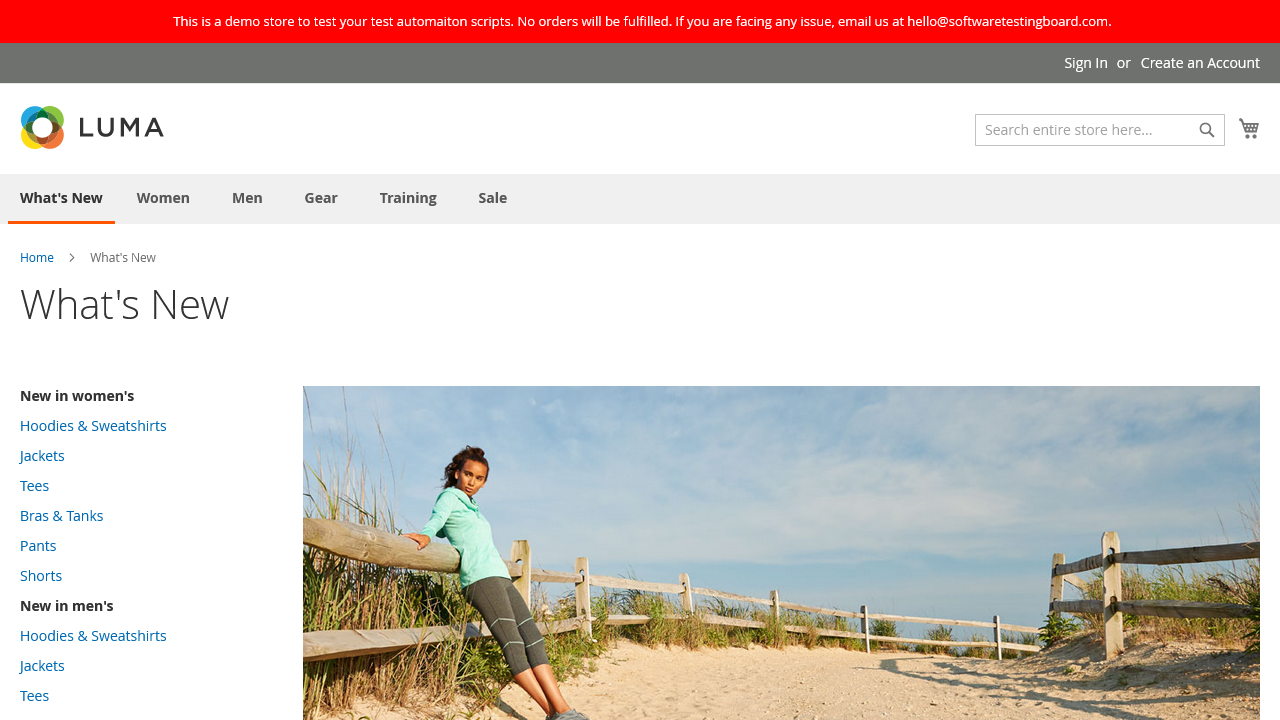 This is a demo store to test your test automaiton scripts. No orders will be fulfilled. If you are facing any issue, email us at hello@softwaretestingboard.com.
Sign In or Create an Account
LUMA
Search entire store here...
What's New Women Men Gear Training Sale
Home > What's New
What's New
New in women's
Hoodies & Sweatshirts
Jackets
Tees
Bras & Tanks
Pants
Shorts
New in men's
Hoodies & Sweatshirts
Jackets
Tees